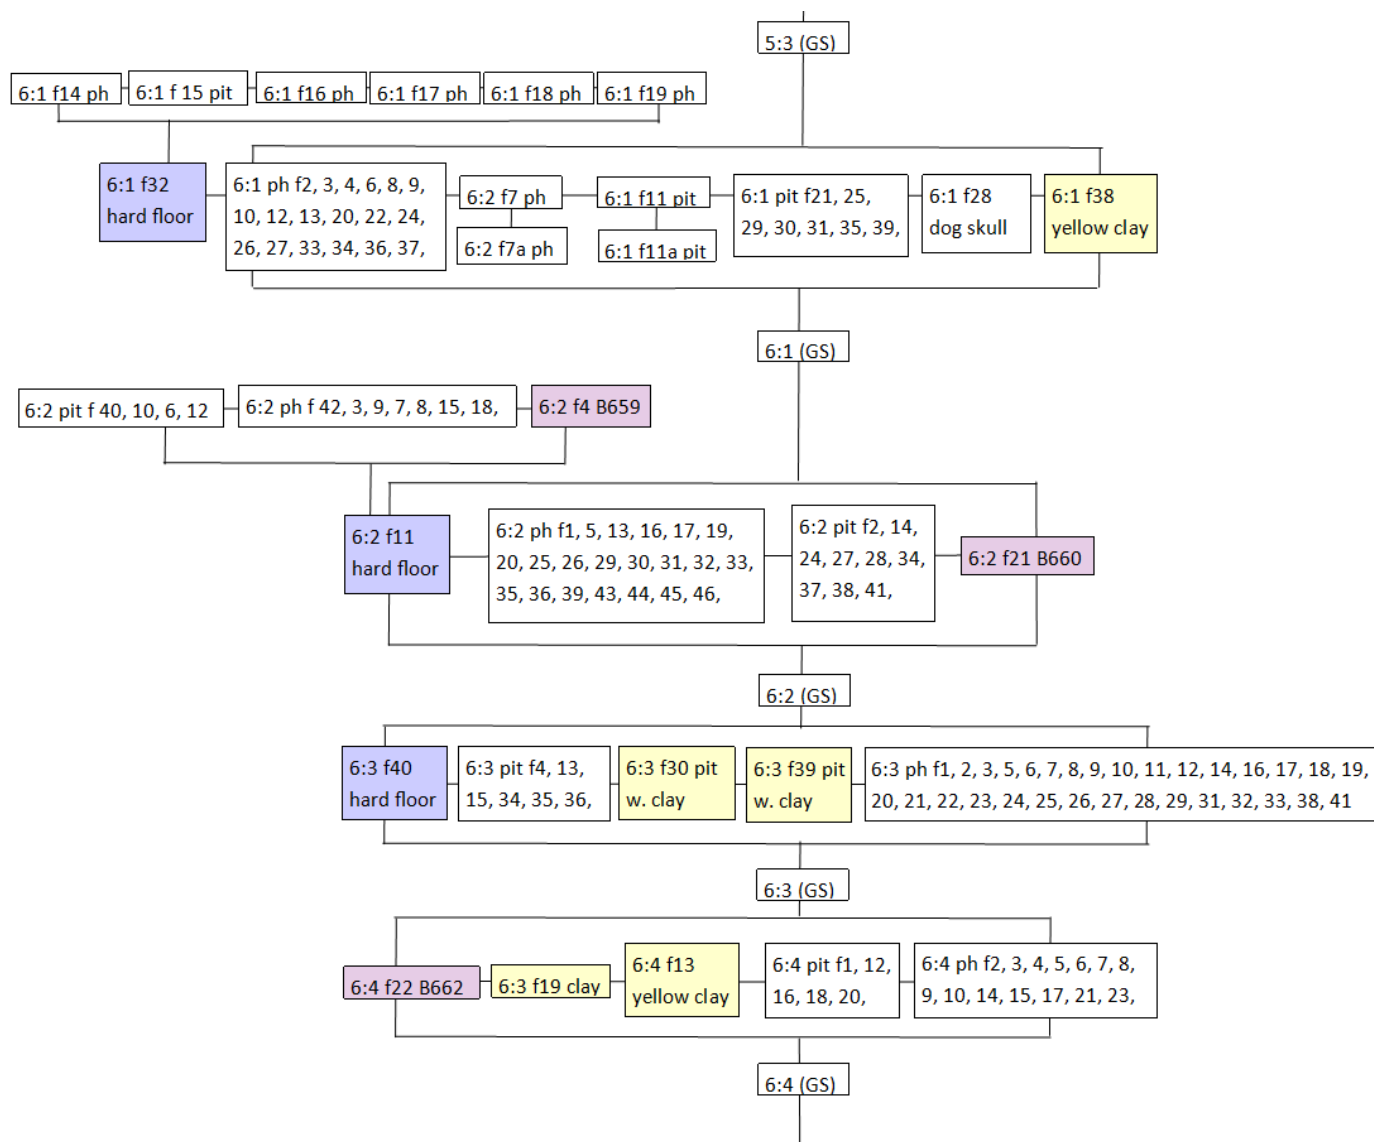 5:3 (GS)
6:1 f14 ph
6:1 f 15 pit
6:1 f16 ph
6:1 f17 ph
6:1 f18 ph
6:1 f19 ph
6:1 f32
hard floor
6:1 ph f2, 3, 4, 6, 8, 9,
10, 12, 13, 20, 22, 24,
26, 27, 33, 34, 36, 37,
6:2 f7 ph
6:2 f7a ph
6:1 f11 pit
6:1 f11a pit
6:1 pit f21, 25,
29, 30, 31, 35, 39,
6:1 f28
dog skull
6:1 f38
yellow clay
6:1 (GS)
6:2 pit f 40, 10, 6, 12
6:2 ph f 42, 3, 9, 7, 8, 15, 18,
6:2 f4 B659
6:2 f11
hard floor
6:2 ph f1, 5, 13, 16, 17, 19,
20, 25, 26, 29, 30, 31, 32, 33,
35, 36, 39, 43, 44, 45, 46,
6:2 pit f2, 14,
24, 27, 28, 34,
37, 38, 41,
6:2 f21 B660
6:2 (GS)
6:3 f40
hard floor
6:3 pit f4, 13,
15, 34, 35, 36,
6:3 f30 pit
w. clay
6:3 f39 pit
w. clay
6:3 ph f1, 2, 3, 5, 6, 7, 8, 9, 10, 11, 12, 14, 16, 17, 18, 19,
20, 21, 22, 23, 24, 25, 26, 27, 28, 29, 31, 32, 33, 38, 41
6:3 (GS)
6:4 f22 B662
6:3 f19 clay
6:4 f13
yellow clay
6:4 pit f1, 12,
16, 18, 20,
6:4 ph f2, 3, 4, 5, 6, 7, 8,
9, 10, 14, 15, 17, 21, 23,
6:4 (GS)